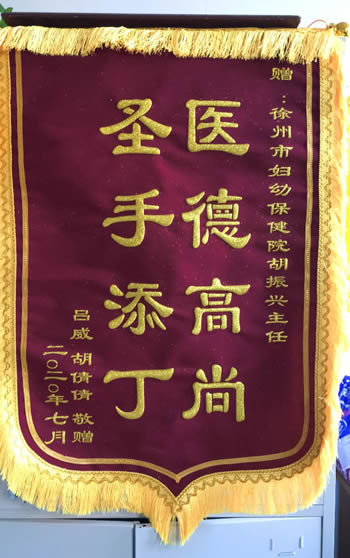 赠：徐州市妇幼保健院胡振兴主任
医德高尚
圣手添丁
吕威 胡倩倩 敬赠
二〇二〇年七月